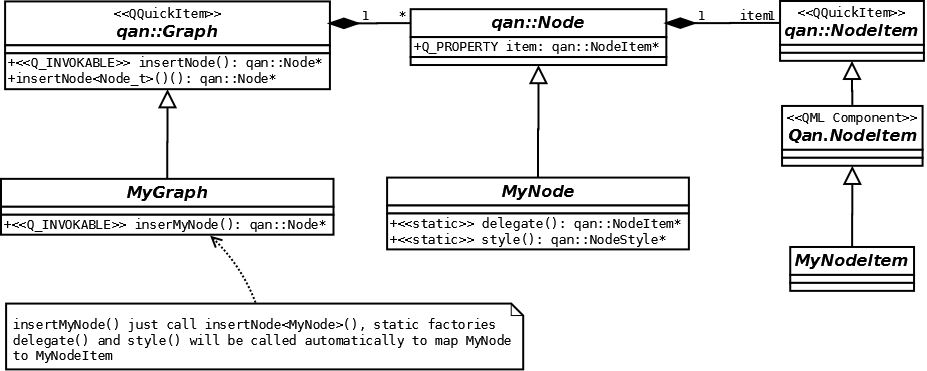 <<QQuickItem>>
qan::Graph
+<<Q_INVOKABLE>> insertNode(): qan::Node*
+insertNode<Node_t>()(): qan::Node*
1
*
qan::Node
+Q_PROPERTY item: qan::NodeItem*
1
item
1
<<QQuickItem>>
qan::NodeItem
<<QML Component>>
Qan.NodeItem
MyGraph
+<<Q_INVOKABLE>> inserMyNode(): qan::Node*
MyNode
+<<static>> delegate(): qan::NodeItem*
+<<static>> style(): qan::NodeStyle*
MyNodeItem
insertMyNode() just call insertNode<MyNode>(), static factories
delegate() and style() will be called automatically to map MyNode
to MyNodeItem